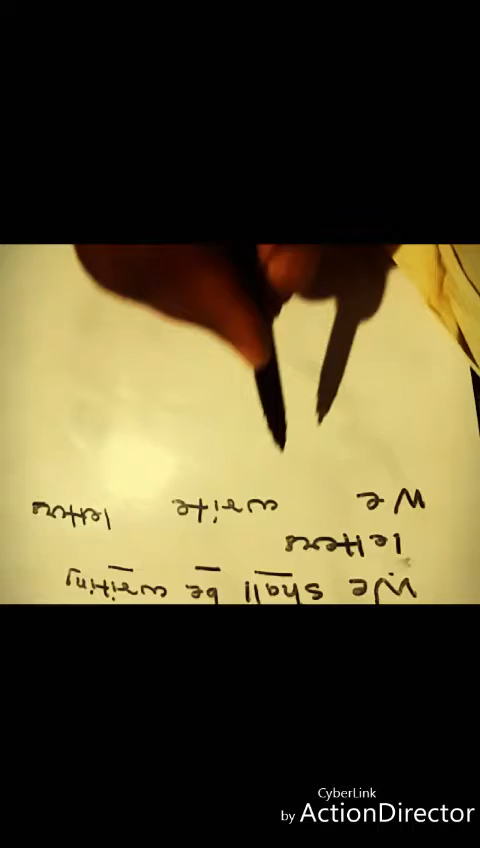 We shall be writing
letters
We write letters
CyberLink
by ActionDirector